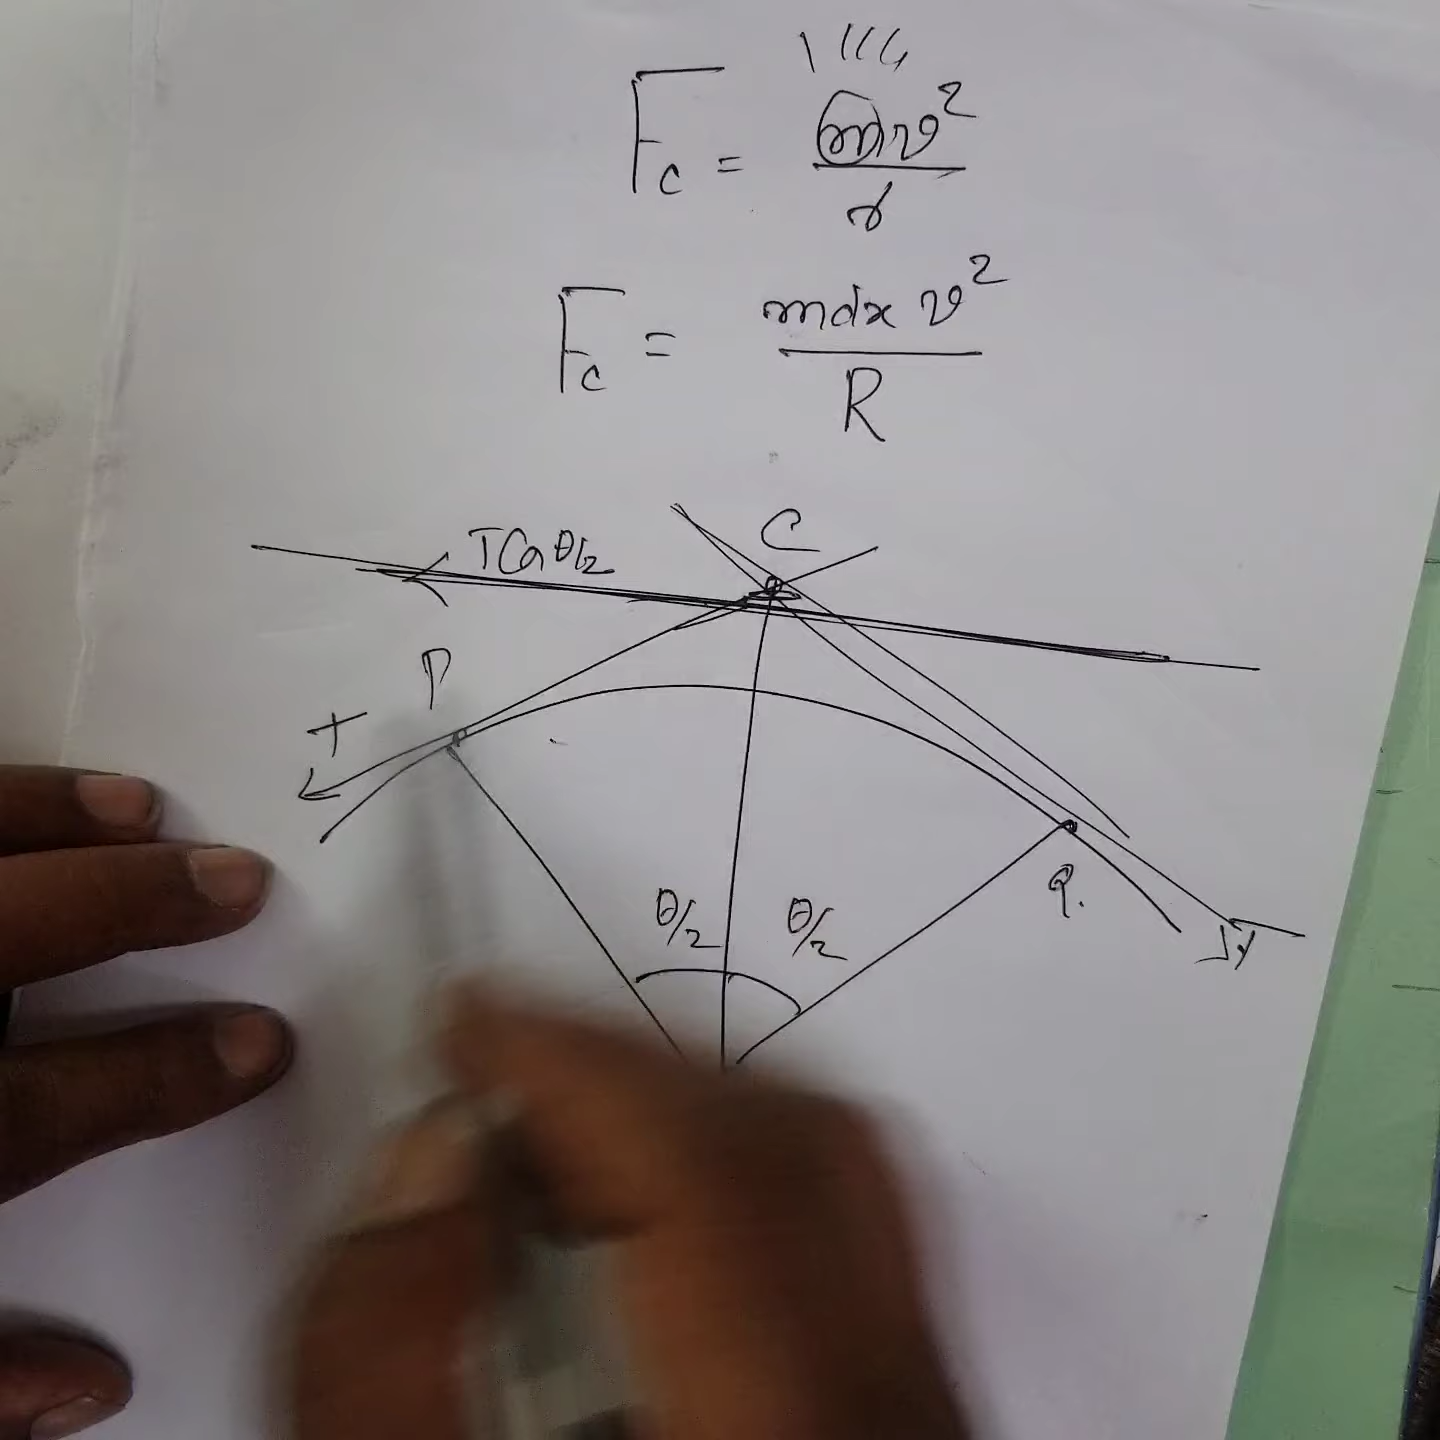 Fc = mv²/r
Fc = mdx v²/R
C
T Cos θ/2
P
T
θ/2 θ/2
Q.